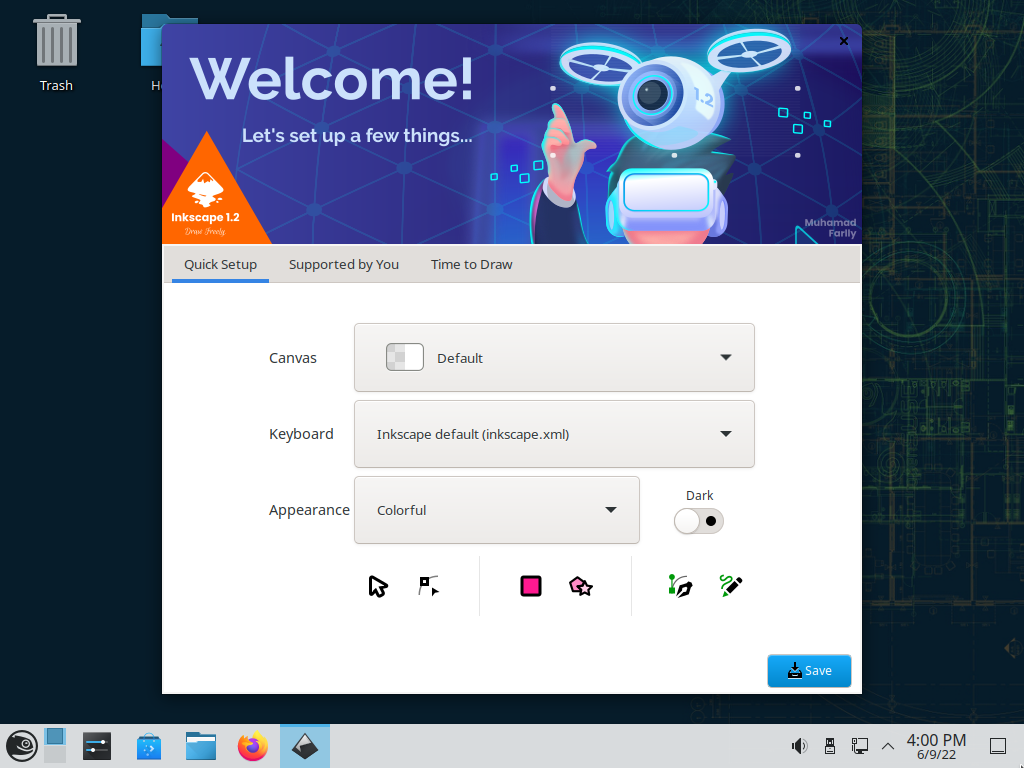 Trash
Welcome!
Let's set up a few things...
1.2
Inkscape 1.2
Draw Freely.
Muhamad
Farlly
Quick Setup
Supported by You
Time to Draw
Canvas
Default
Keyboard
Inkscape default (inkscape.xml)
Appearance
Colorful
Dark
Save
4:00 PM
6/9/22